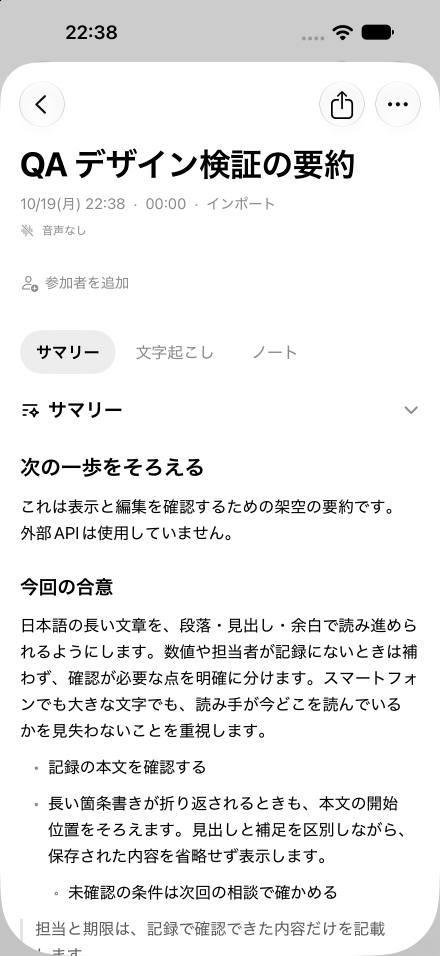 22:38
QA デザイン検証の要約
10/19(月) 22:38 · 00:00 · インポート
音声なし
参加者を追加
サマリー 文字起こし ノート
サマリー
次の一歩をそろえる
これは表示と編集を確認するための架空の要約です。
外部APIは使用していません。
今回の合意
日本語の長い文章を、段落・見出し・余白で読み進めら
れるようにします。数値や担当者が記録にないときは補
わず、確認が必要な点を明確に分けます。スマートフォ
ンでも大きな文字でも、読み手が今どこを読んでいる
かを見失わないことを重視します。
• 記録の本文を確認する
• 長い箇条書きが折り返されるときも、本文の開始
位置をそろえます。見出しと補足を区別しながら、
保存された内容を省略せず表示します。
◦ 未確認の条件は次回の相談で確かめる
担当と期限は、記録で確認できた内容だけを記載
します。